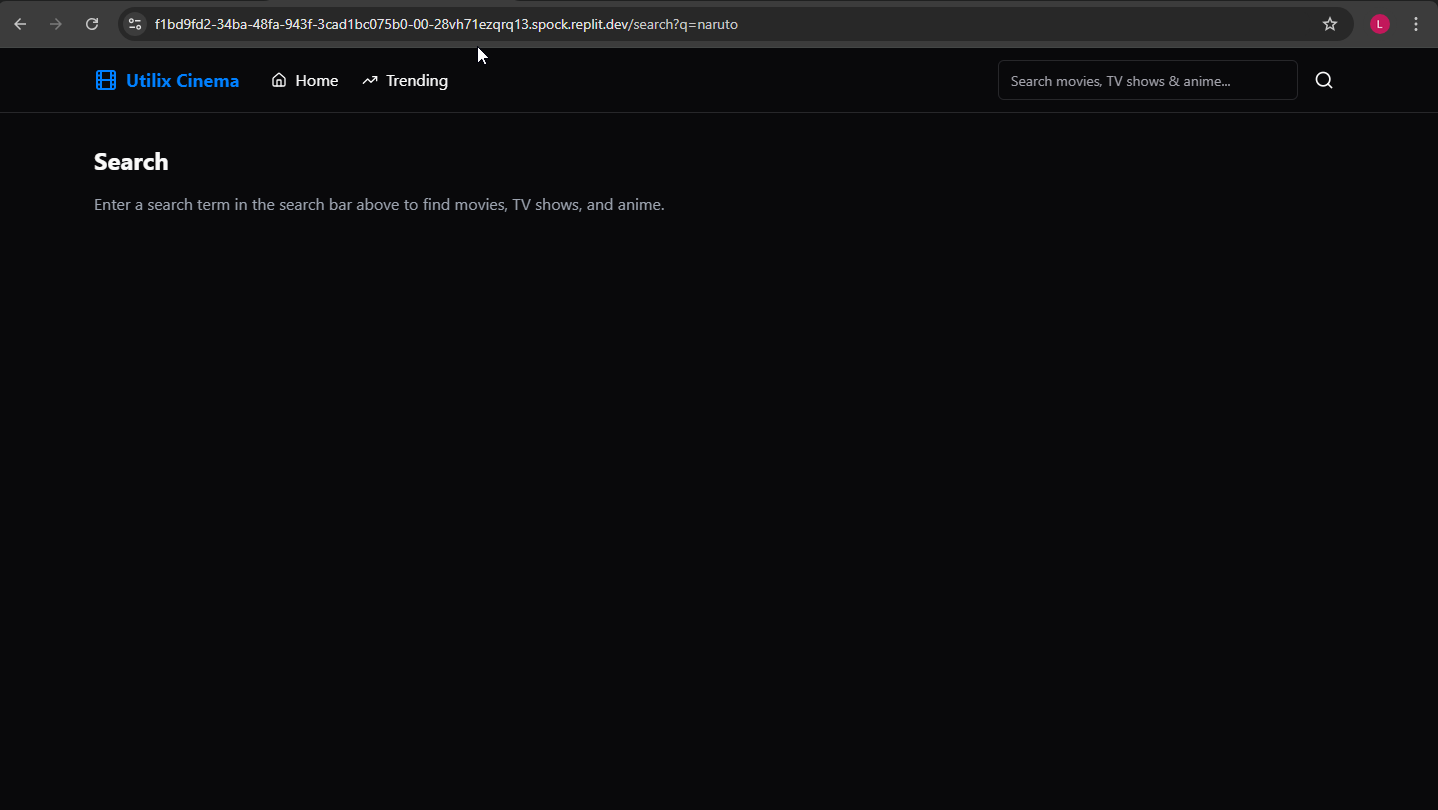 f1bd9fd2-34ba-48fa-943f-3cad1bc075b0-00-28vh71ezqrq13.spock.replit.dev/search?q=naruto
L
Utilix Cinema
Home
Trending
Search movies, TV shows & anime...
Search
Enter a search term in the search bar above to find movies, TV shows, and anime.